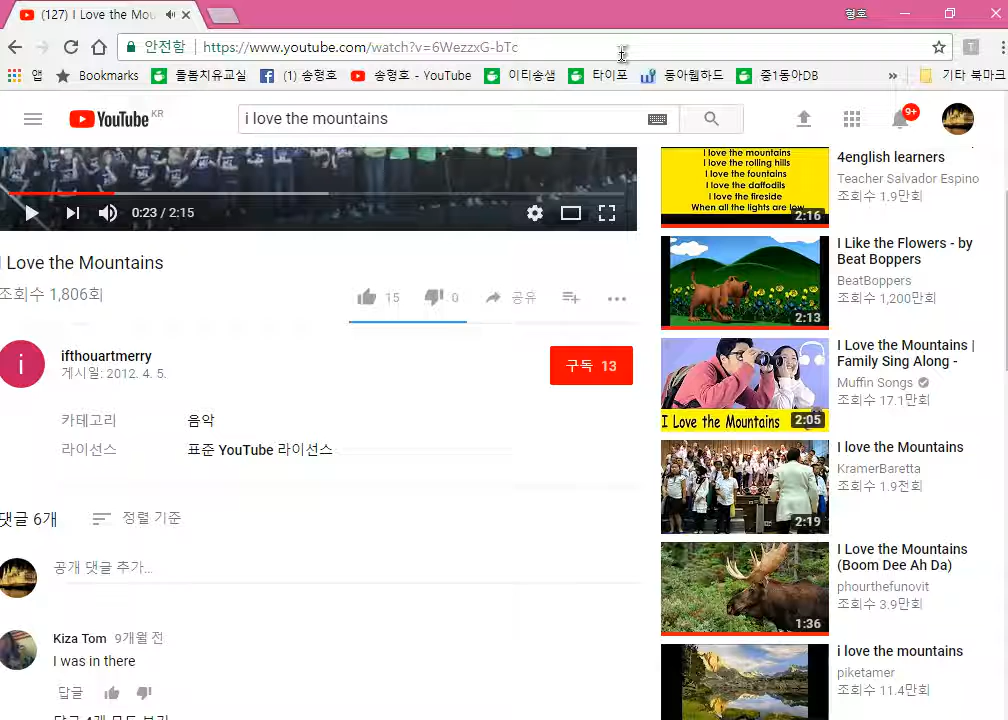 (127) I Love the Mou
형호
안전함 https://www.youtube.com/watch?v=6WezzxG-bTc
앱 Bookmarks 돌봄치유교실 (1) 송형호 송형호 - YouTube 이티송샘 타이포 동아웹하드 중1동아DB » 기타 북마크
YouTube KR
i love the mountains
9+
I love the mountains
I love the rolling hills
I love the fountains
I love the daffodils
I love the fireside
When all the lights are low
2:16
4english learners
Teacher Salvador Espino
조회수 1.9만회
0:23 / 2:15
I Love the Mountains
조회수 1,806회
15
0
공유
2:13
I Like the Flowers - by
Beat Boppers
BeatBoppers
조회수 1,200만회
i
ifthouartmerry
게시일: 2012. 4. 5.
구독 13
I Love the Mountains
2:05
I Love the Mountains |
Family Sing Along -
Muffin Songs
조회수 17.1만회
카테고리 음악
라이선스 표준 YouTube 라이선스
2:19
I love the Mountains
KramerBaretta
조회수 1.9천회
댓글 6개 정렬 기준
공개 댓글 추가...
1:36
I Love the Mountains
(Boom Dee Ah Da)
phourthefunovit
조회수 3.9만회
Kiza Tom 9개월 전
I was in there
답글
i love the mountains
piketamer
조회수 11.4만회